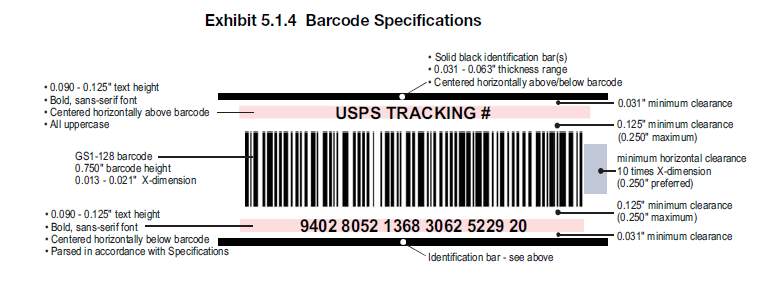 Exhibit 5.1.4 Barcode Specifications
• Solid black identification bar(s)
• 0.031 - 0.063" thickness range
• Centered horizontally above/below barcode
• 0.090 - 0.125" text height
• Bold, sans-serif font
• Centered horizontally above barcode
• All uppercase
0.031" minimum clearance
USPS TRACKING #
0.125" minimum clearance
(0.250" maximum)
GS1-128 barcode
0.750" barcode height
0.013 - 0.021" X-dimension
minimum horizontal clearance
10 times X-dimension
(0.250" preferred)
0.125" minimum clearance
(0.250" maximum)
• 0.090 - 0.125" text height
• Bold, sans-serif font
• Centered horizontally below barcode
• Parsed in accordance with Specifications
9402 8052 1368 3062 5229 20
0.031" minimum clearance
Identification bar - see above